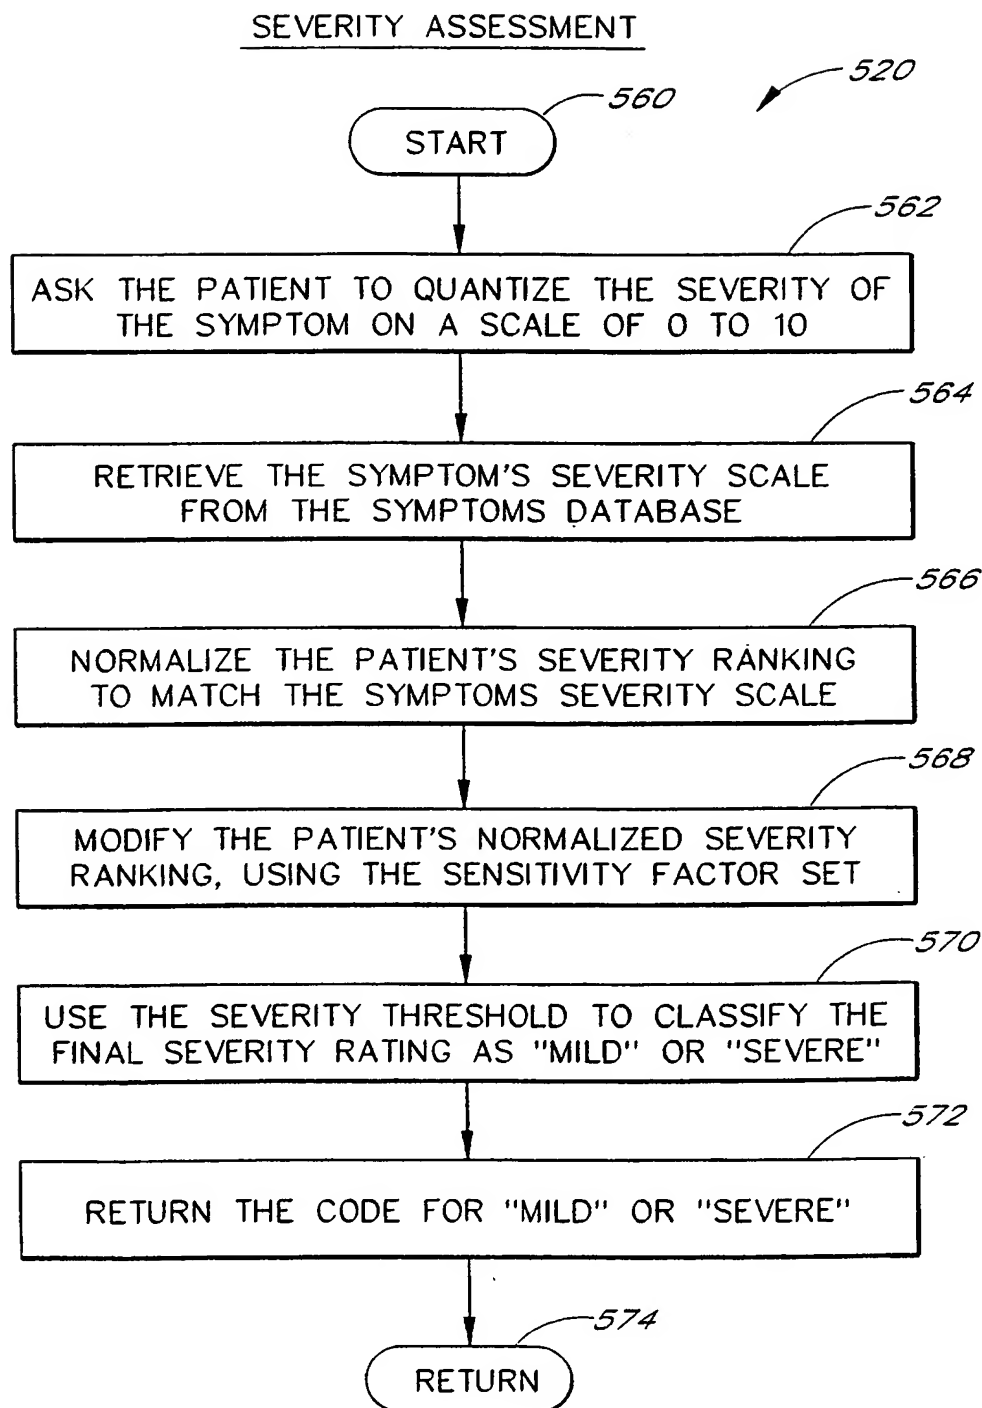 SEVERITY ASSESSMENT
520
560
START
562
ASK THE PATIENT TO QUANTIZE THE SEVERITY OF
THE SYMPTOM ON A SCALE OF 0 TO 10
564
RETRIEVE THE SYMPTOM'S SEVERITY SCALE
FROM THE SYMPTOMS DATABASE
566
NORMALIZE THE PATIENT'S SEVERITY RANKING
TO MATCH THE SYMPTOMS SEVERITY SCALE
568
MODIFY THE PATIENT'S NORMALIZED SEVERITY
RANKING, USING THE SENSITIVITY FACTOR SET
570
USE THE SEVERITY THRESHOLD TO CLASSIFY THE
FINAL SEVERITY RATING AS "MILD" OR "SEVERE"
572
RETURN THE CODE FOR "MILD" OR "SEVERE"
574
RETURN